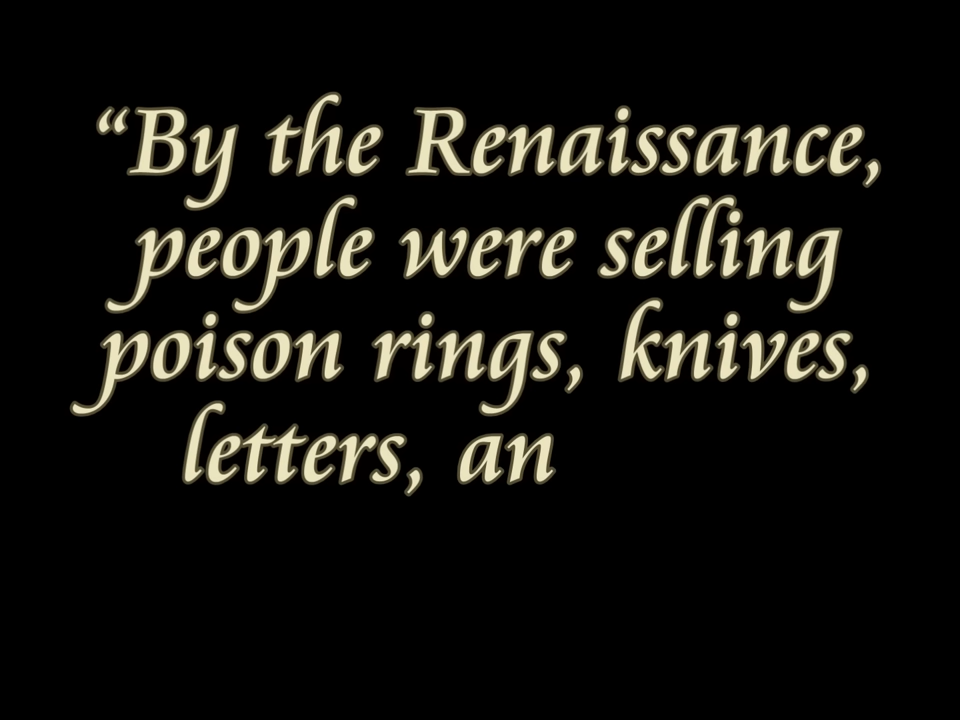 “By the Renaissance,
people were selling
poison rings, knives,
letters, an